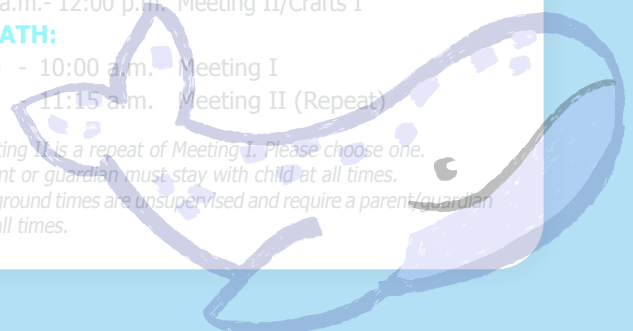 a.m.- 12:00 p.m. Meeting II/Crafts I
ATH:
- 10:00 a.m. Meeting I
- 11:15 a.m. Meeting II (Repeat)
ting II is a repeat of Meeting I. Please choose one.
nt or guardian must stay with child at all times.
ground times are unsupervised and require a parent/guardian
all times.